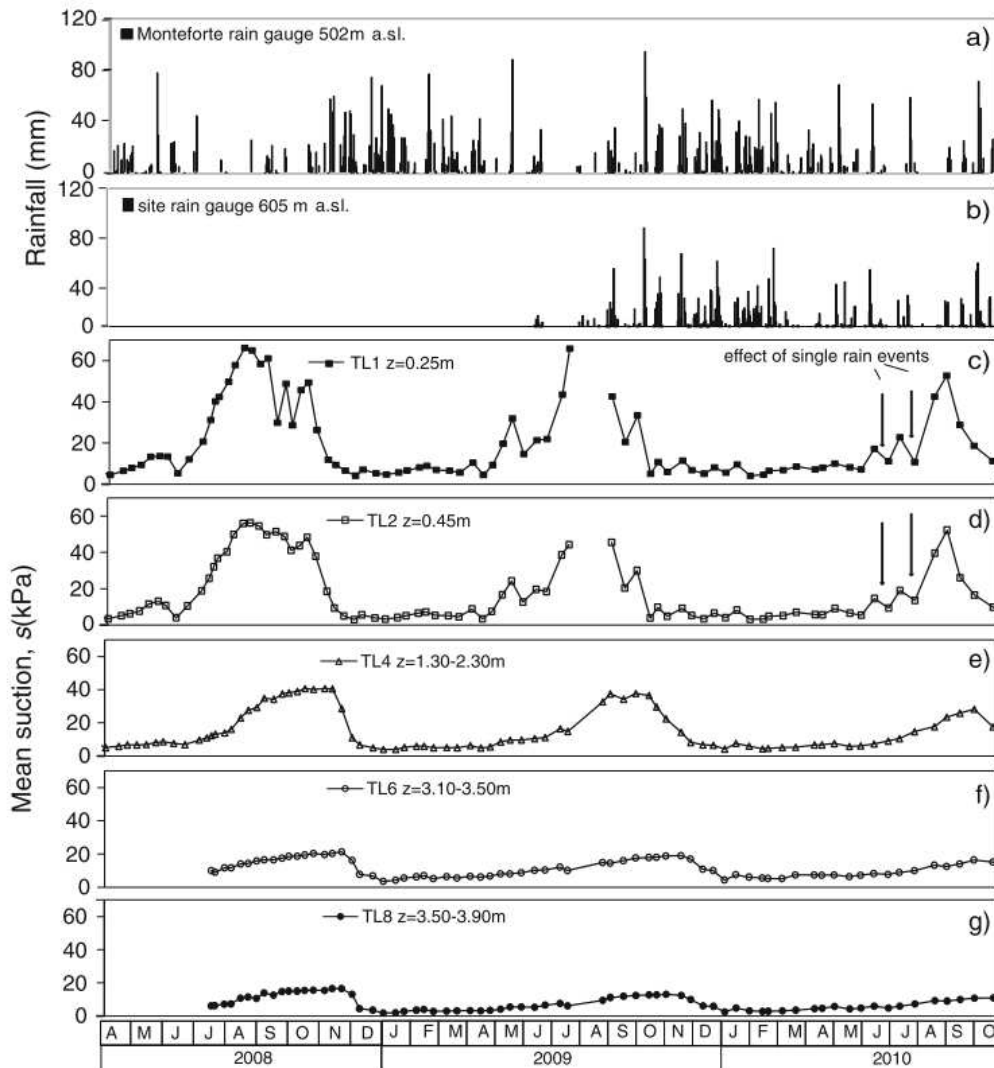 Rainfall (mm)
120
80
40
0
Monteforte rain gauge 502m a.sl.
a)
120
80
40
0
site rain gauge 605 m a.sl.
b)
Mean suction, s(kPa)
60
40
20
0
TL1 z=0.25m
effect of single rain events
c)
60
40
20
0
TL2 z=0.45m
d)
60
40
20
0
TL4 z=1.30-2.30m
e)
60
40
20
0
TL6 z=3.10-3.50m
f)
60
40
20
0
TL8 z=3.50-3.90m
g)
A M J J A S O N D J F M A M J J A S O N D J F M A M J J A S O
2008 2009 2010